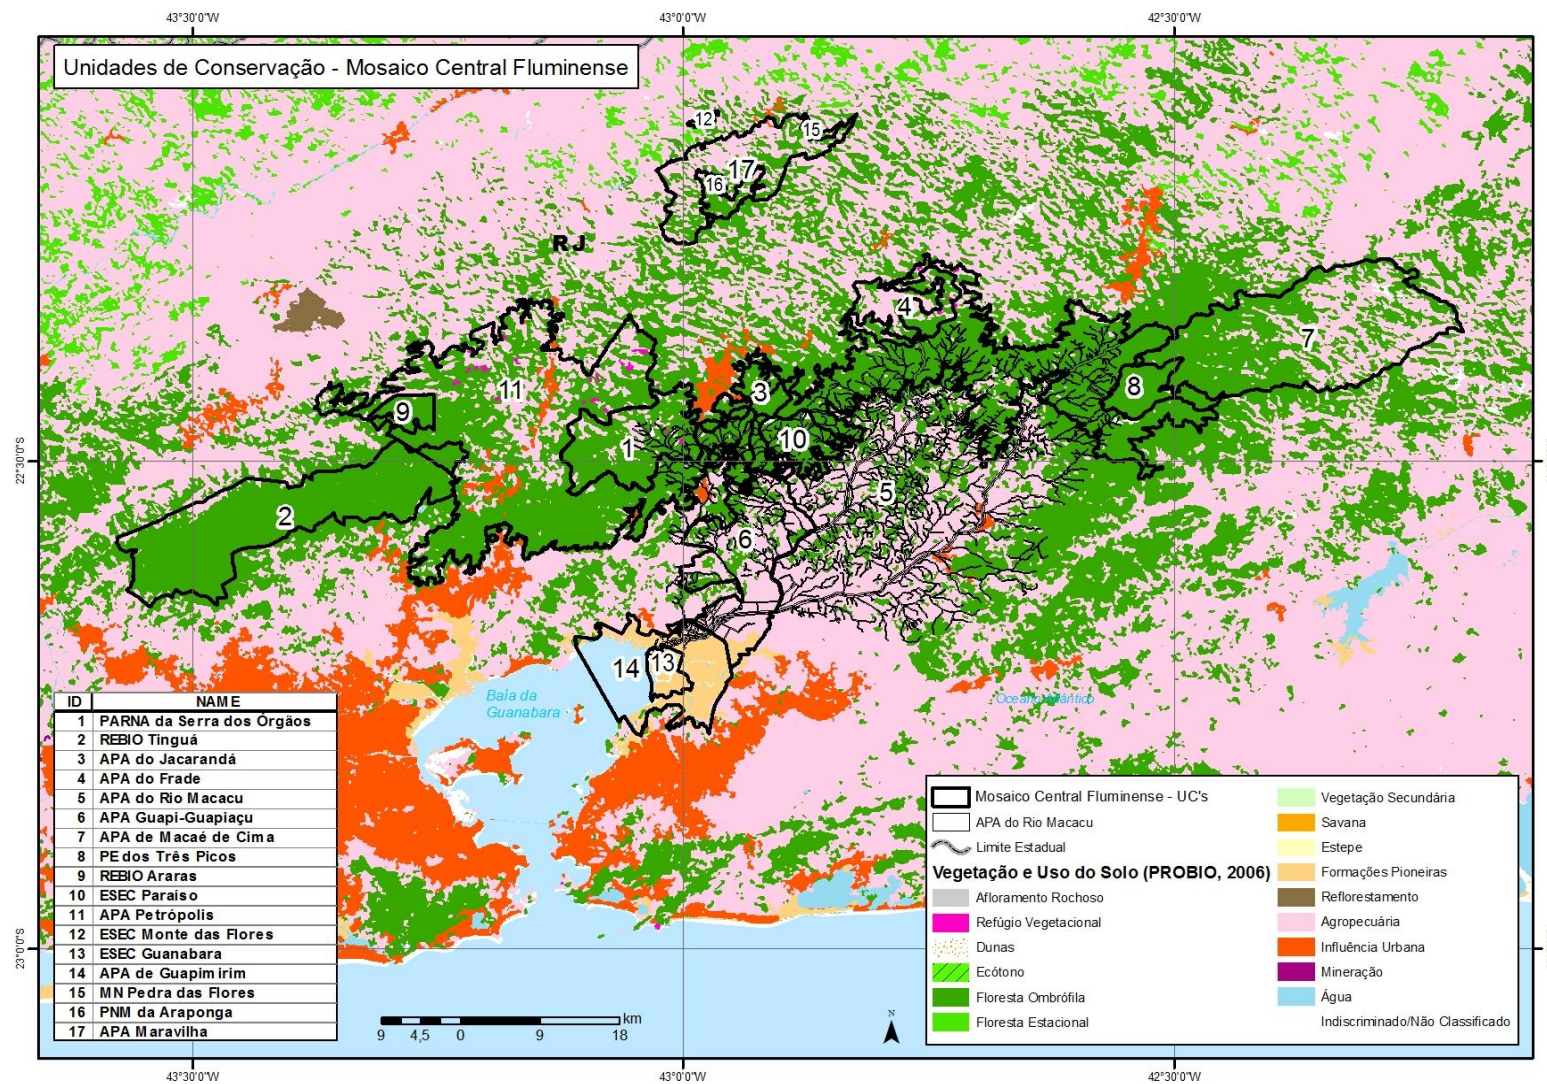 43°30'0"W 43°0'0"W 42°30'0"W
Unidades de Conservação - Mosaico Central Fluminense
12
15
17
16
RJ
4
7
11
3
8
9
10
1
5
2
6
22°30'0"S
14
13
Baía da
Guanabara
Oceano Atlântico
ID NAME
1 PARNA da Serra dos Órgãos
2 REBIO Tinguá
3 APA do Jacarandá
4 APA do Frade
5 APA do Rio Macacu
6 APA Guapi-Guapiaçu
7 APA de Macaé de Cima
8 PE dos Três Picos
9 REBIO Araras
10 ESEC Paraíso
11 APA Petrópolis
12 ESEC Monte das Flores
13 ESEC Guanabara
14 APA de Guapimirim
15 MN Pedra das Flores
16 PNM da Araponga
17 APA Maravilha
23°0'0"S
km
9 4,5 0 9 18
N
Mosaico Central Fluminense - UC's
APA do Rio Macacu
Limite Estadual
Vegetação e Uso do Solo (PROBIO, 2006)
Afloramento Rochoso
Refúgio Vegetacional
Dunas
Ecótono
Floresta Ombrófila
Floresta Estacional
Vegetação Secundária
Savana
Estepe
Formações Pioneiras
Reflorestamento
Agropecuária
Influência Urbana
Mineração
Água
Indiscriminado/Não Classificado
43°30'0"W 43°0'0"W 42°30'0"W